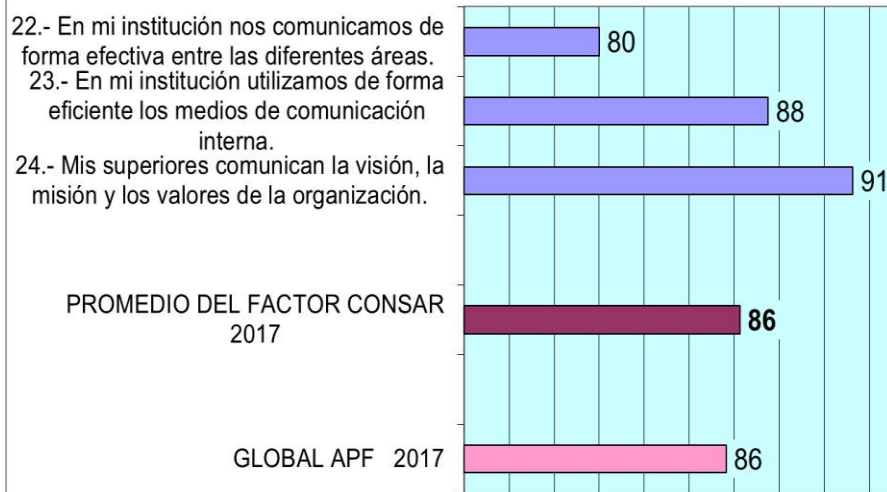 22.- En mi institución nos comunicamos de
forma efectiva entre las diferentes áreas.
80
23.- En mi institución utilizamos de forma
eficiente los medios de comunicación
interna.
88
24.- Mis superiores comunican la visión, la
misión y los valores de la organización.
91
PROMEDIO DEL FACTOR CONSAR
2017
86
GLOBAL APF 2017
86